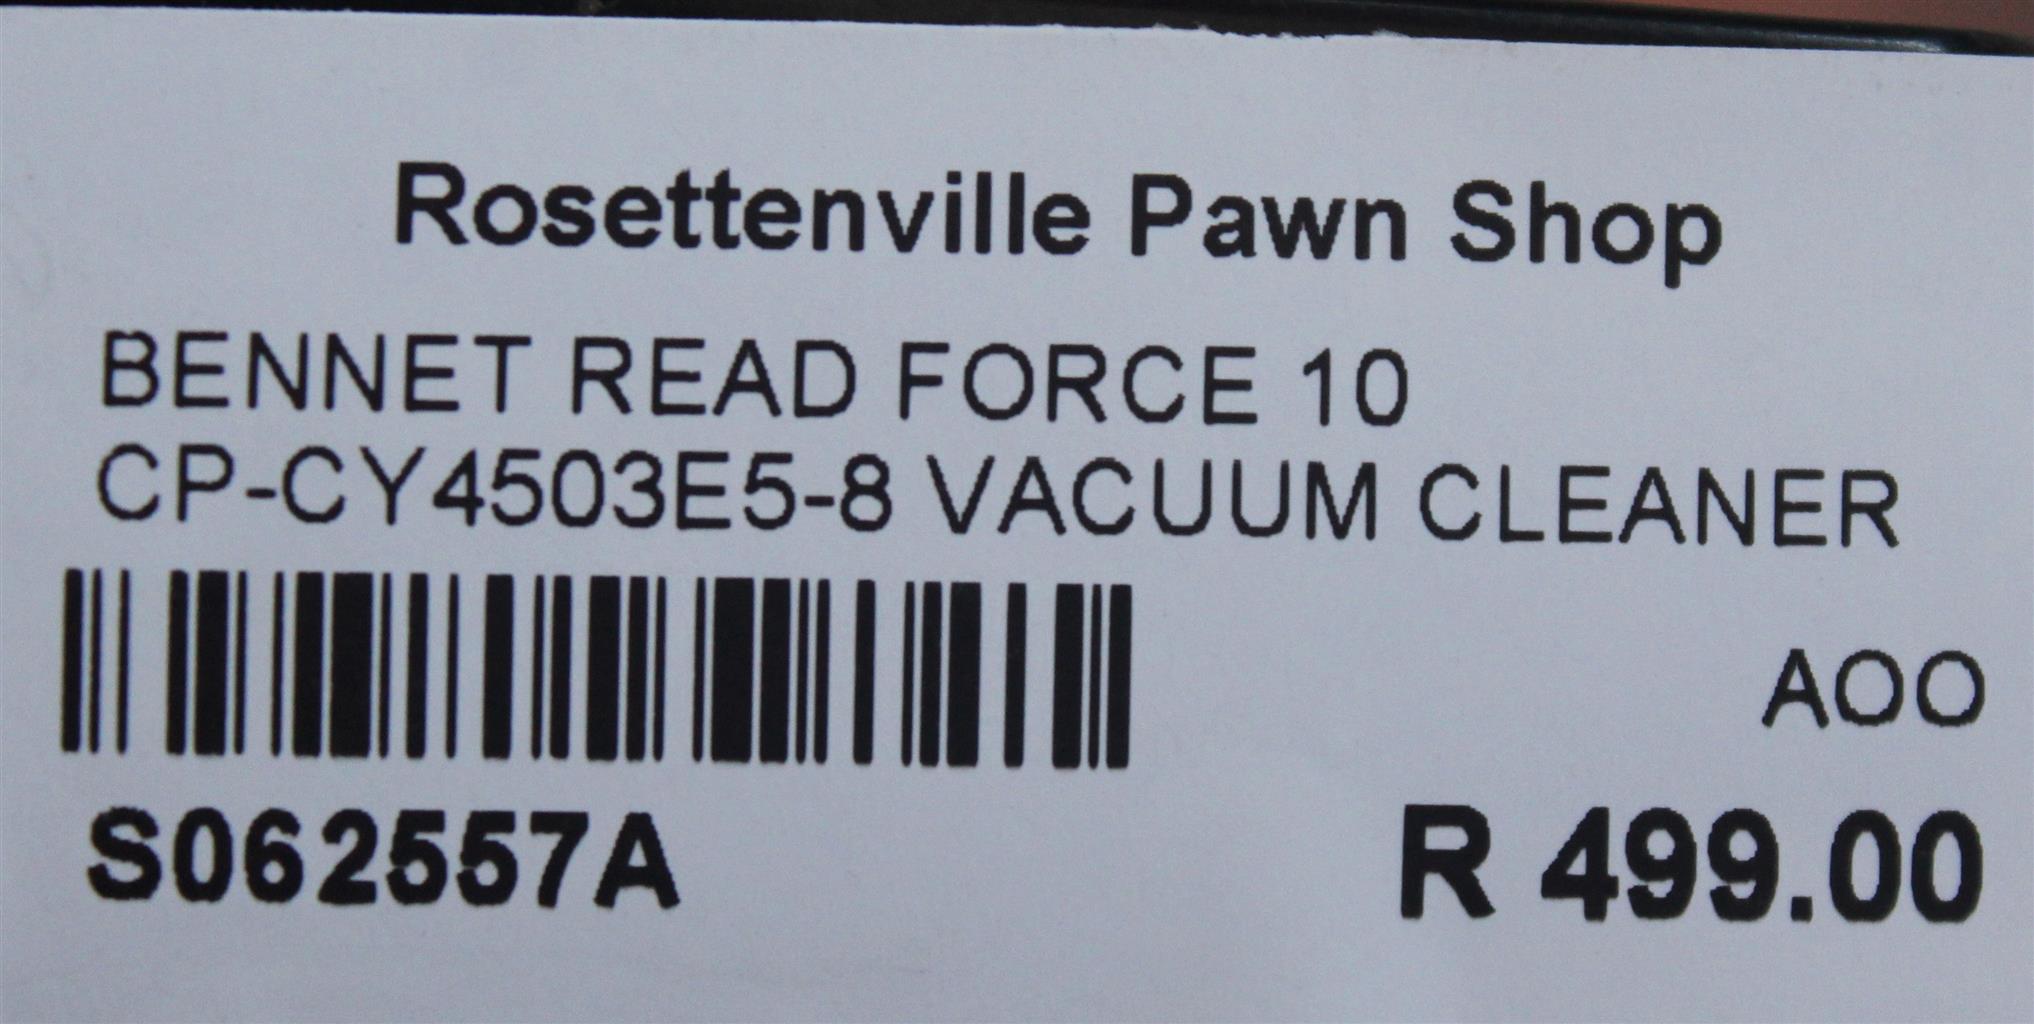 Rosettenville Pawn Shop
BENNET READ FORCE 10
CP-CY4503E5-8 VACUUM CLEANER
AOO
S062557A R 499.00